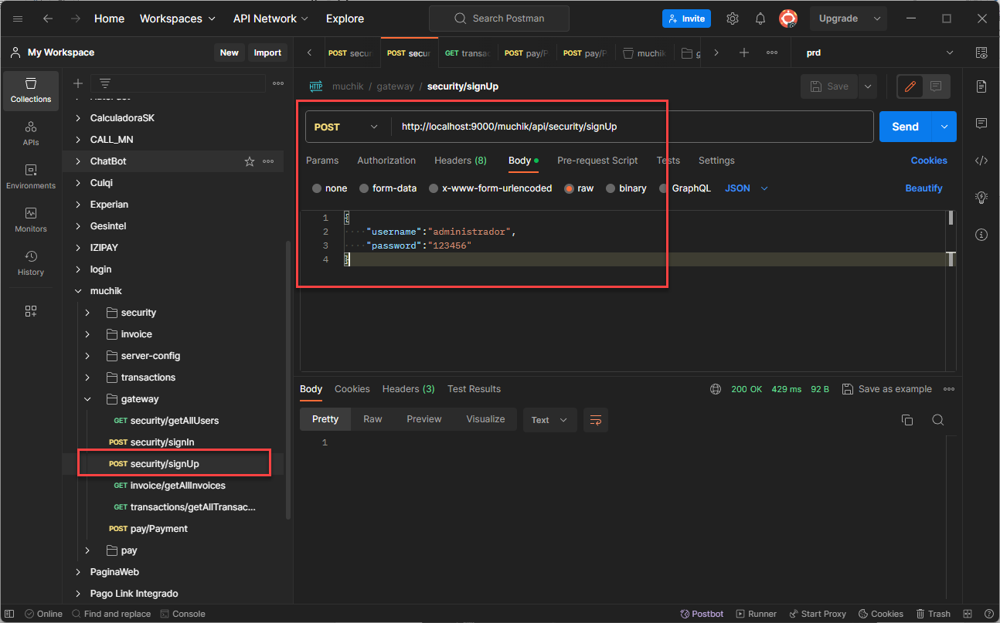 Home Workspaces API Network Explore Search Postman Invite Upgrade
My Workspace New Import
POST secur POST secur GET transac POST pay/P POST pay/P muchik prd
Collections
APIs
Environments
Monitors
History
CalculadoraSK
CALL_MN
ChatBot
Culqi
Experian
Gesintel
IZIPAY
login
muchik
security
invoice
server-config
transactions
gateway
GET security/getAllUsers
POST security/signIn
POST security/signUp
GET invoice/getAllInvoices
GET transactions/getAllTransac...
POST pay/Payment
pay
PaginaWeb
Pago Link Integrado
HTTP muchik / gateway / security/signUp Save
POST http://localhost:9000/muchik/api/security/signUp Send
Params Authorization Headers (8) Body Pre-request Script Tests Settings Cookies
none form-data x-www-form-urlencoded raw binary GraphQL JSON Beautify
1 {
2 "username":"administrador",
3 "password":"123456"
4 }
Body Cookies Headers (3) Test Results 200 OK 429 ms 92 B Save as example
Pretty Raw Preview Visualize Text
1
Online Find and replace Console Postbot Runner Start Proxy Cookies Trash